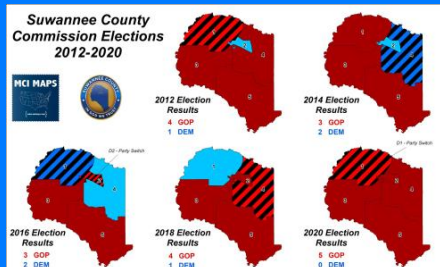 Suwannee County
Commission Elections
2012-2020
MCI MAPS
SUWANNEE COUNTY
2012 Election
Results
4 GOP
1 DEM
2014 Election
Results
3 GOP
2 DEM
D2 - Party Switch
2016 Election
Results
3 GOP
2 DEM
2018 Election
Results
4 GOP
1 DEM
D1 - Party Switch
2020 Election
Results
5 GOP
0 DEM